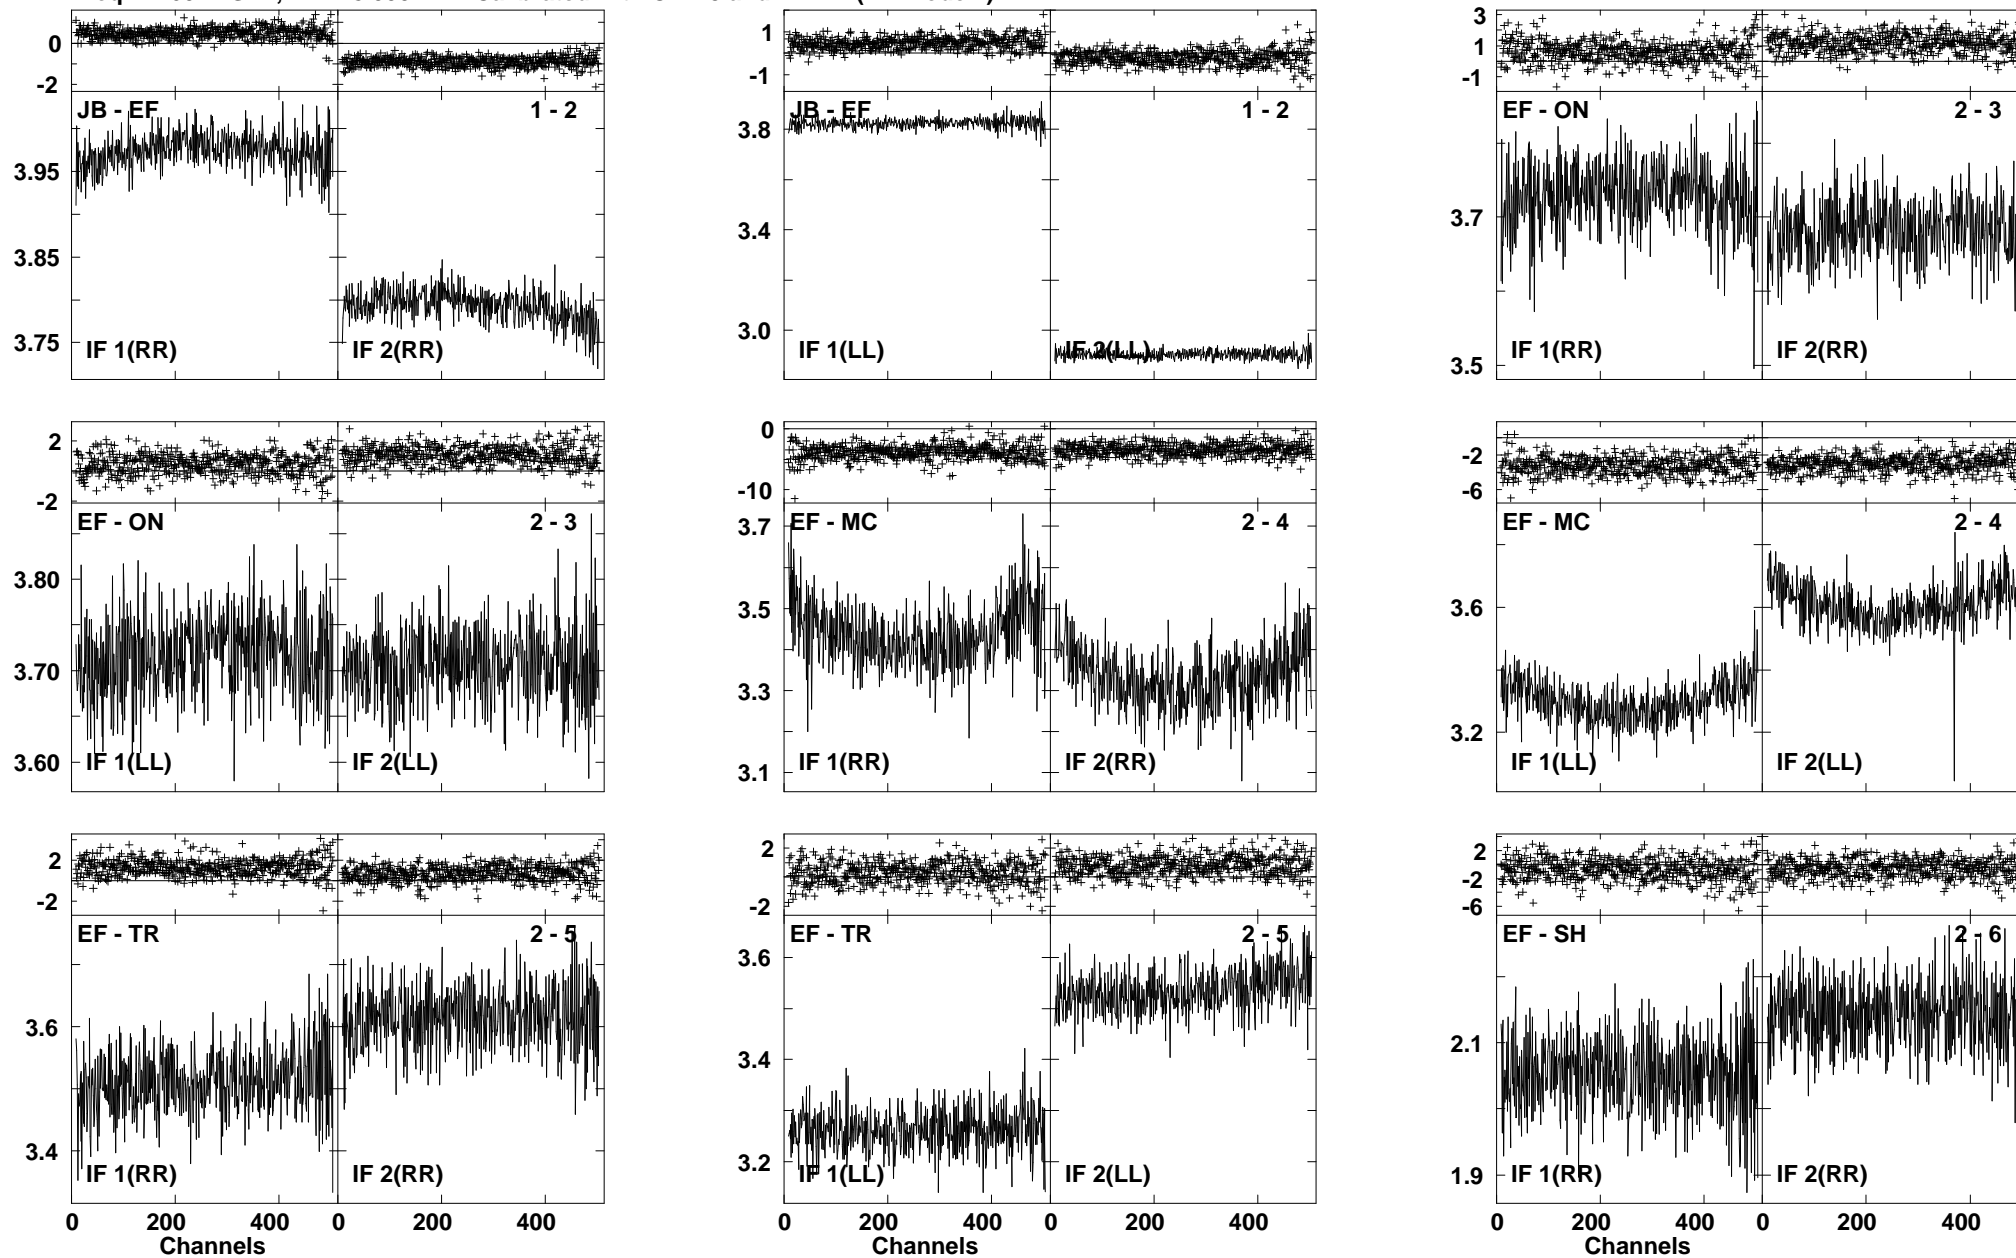 0
-2
JB - EF 1 - 2
3.95
3.85
3.75
IF 1(RR) IF 2(RR)
1
-1
JB - EF 1 - 2
3.8
3.4
3.0
IF 1(LL) IF 2(LL)
3
1
-1
EF - ON 2 - 3
3.7
3.5
IF 1(RR) IF 2(RR)
2
-2
EF - ON 2 - 3
3.80
3.70
3.60
IF 1(LL) IF 2(LL)
0
-10
EF - MC 2 - 4
3.7
3.5
3.3
3.1
IF 1(RR) IF 2(RR)
-2
-6
EF - MC 2 - 4
3.6
3.2
IF 1(LL) IF 2(LL)
2
-2
EF - TR 2 - 5
3.6
3.4
IF 1(RR) IF 2(RR)
0 200 400 0 200 400
Channels
2
-2
EF - TR 2 - 5
3.6
3.4
3.2
IF 1(LL) IF 2(LL)
0 200 400 0 200 400
Channels
2
-2
-6
EF - SH 2 - 6
2.1
1.9
IF 1(RR) IF 2(RR)
0 200 400 0 200 400
Channels